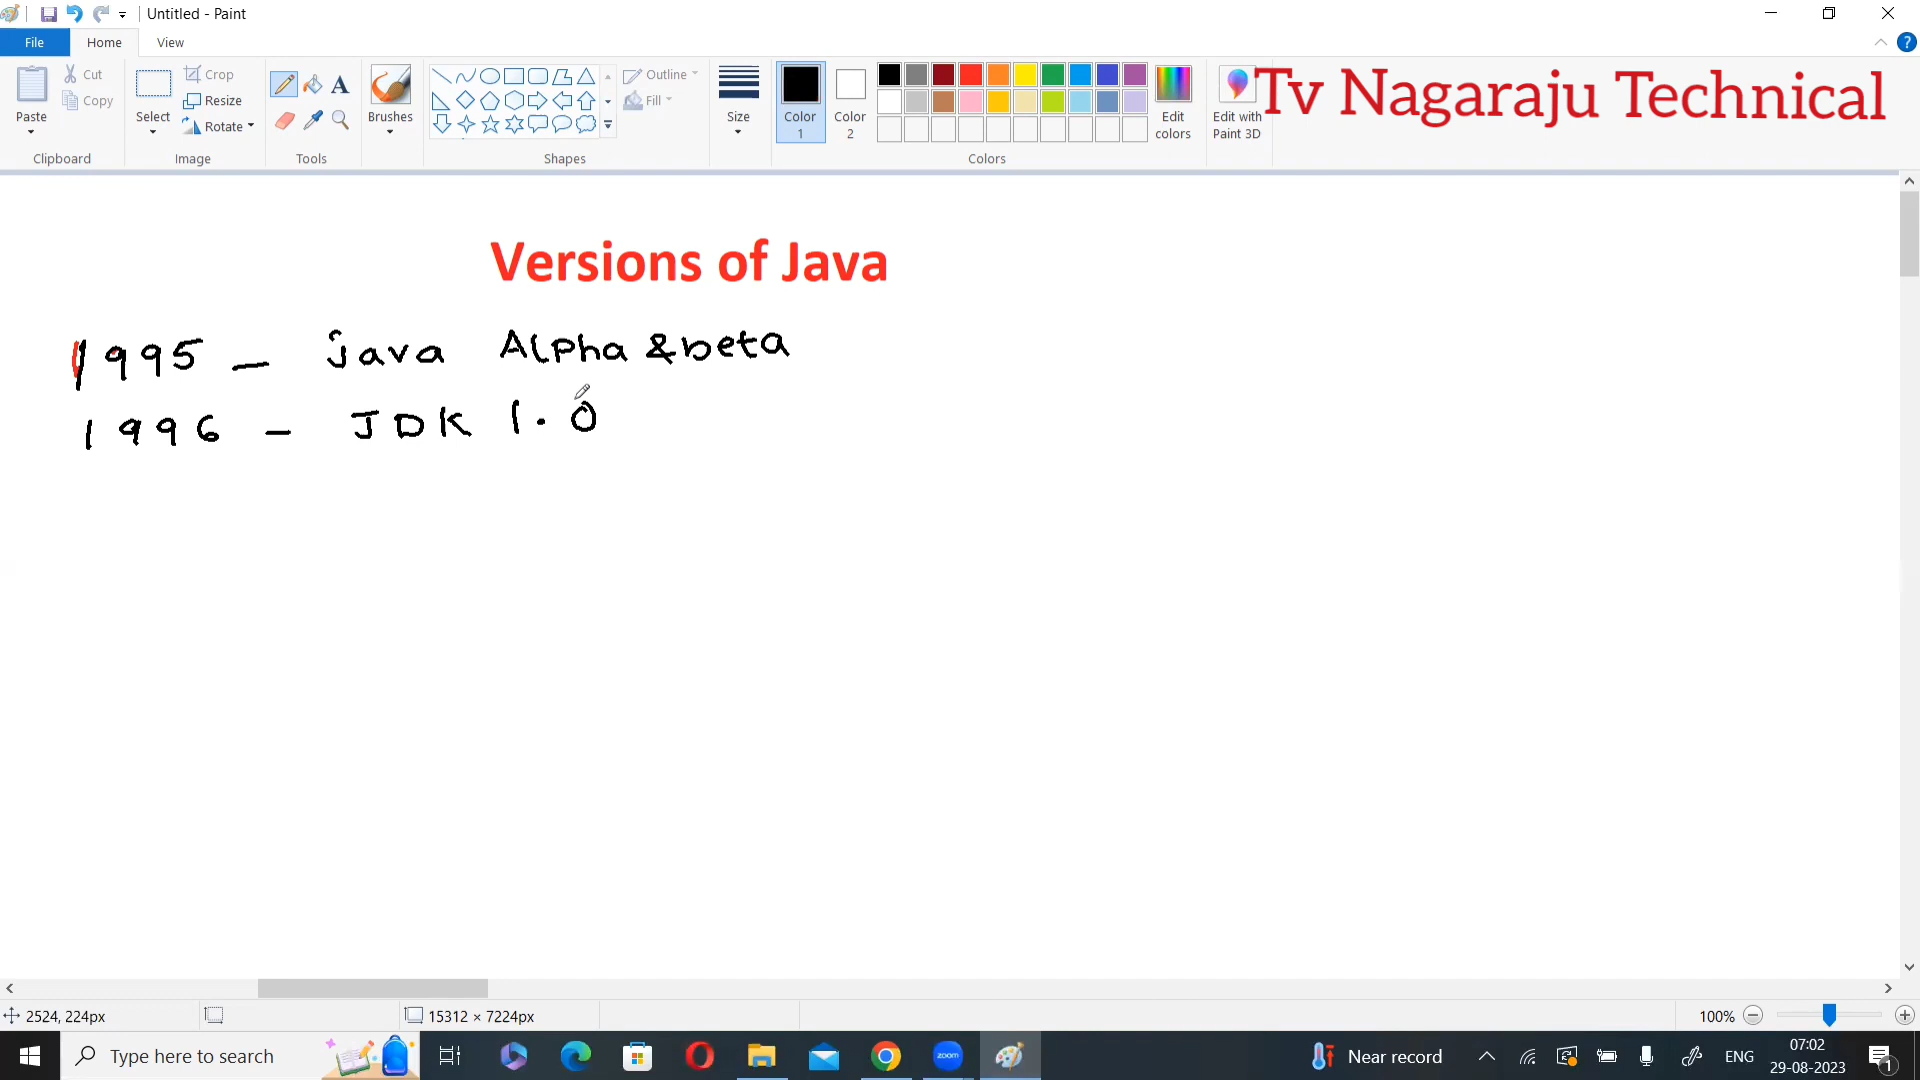 Untitled - Paint
File Home View
Cut
Copy
Paste
Clipboard
Crop
Resize
Rotate
Select
Image
Tools
Brushes
Outline
Fill
Shapes
Size
Color 1
Color 2
Edit colors
Colors
Edit with Paint 3D
Tv Nagaraju Technical
Versions of Java
1995 - java Alpha & beta
1996 - JDK 1.0
2524, 224px
15312 × 7224px
100%
Type here to search
zoom
Near record
ENG
07:02
29-08-2023
1